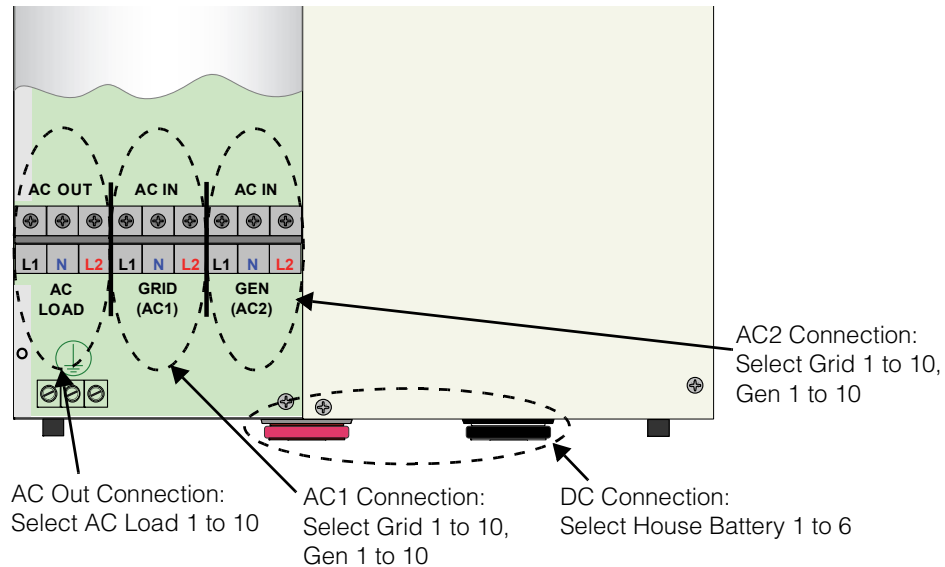 AC OUT AC IN AC IN
L1 N L2 L1 N L2 L1 N L2
AC
LOAD
GRID
(AC1)
GEN
(AC2)
AC2 Connection:
Select Grid 1 to 10,
Gen 1 to 10
AC Out Connection:
Select AC Load 1 to 10
AC1 Connection:
Select Grid 1 to 10,
Gen 1 to 10
DC Connection:
Select House Battery 1 to 6